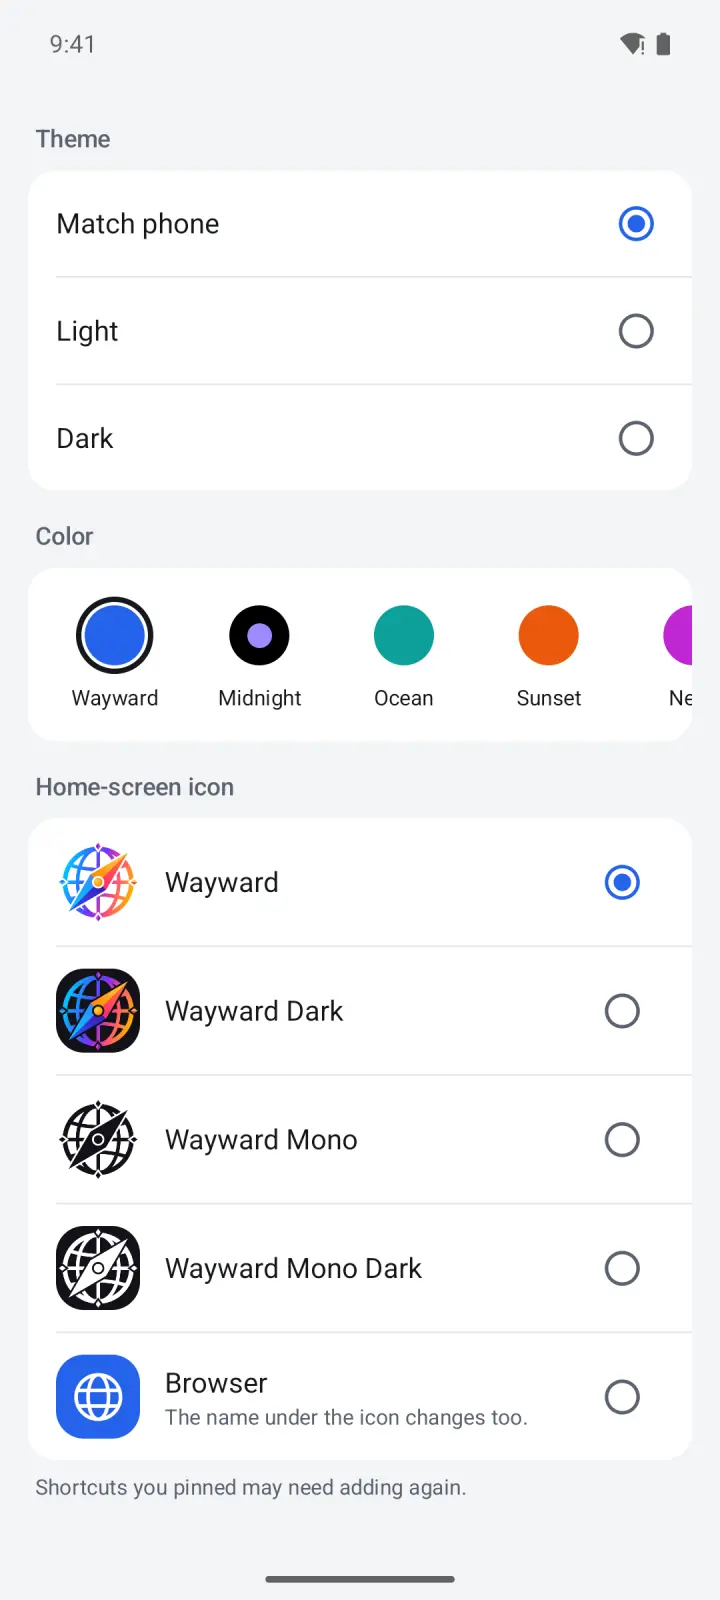 9:41
Theme
Match phone
Light
Dark
Color
Wayward
Midnight
Ocean
Sunset
Ne
Home-screen icon
Wayward
Wayward Dark
Wayward Mono
Wayward Mono Dark
Browser
The name under the icon changes too.
Shortcuts you pinned may need adding again.